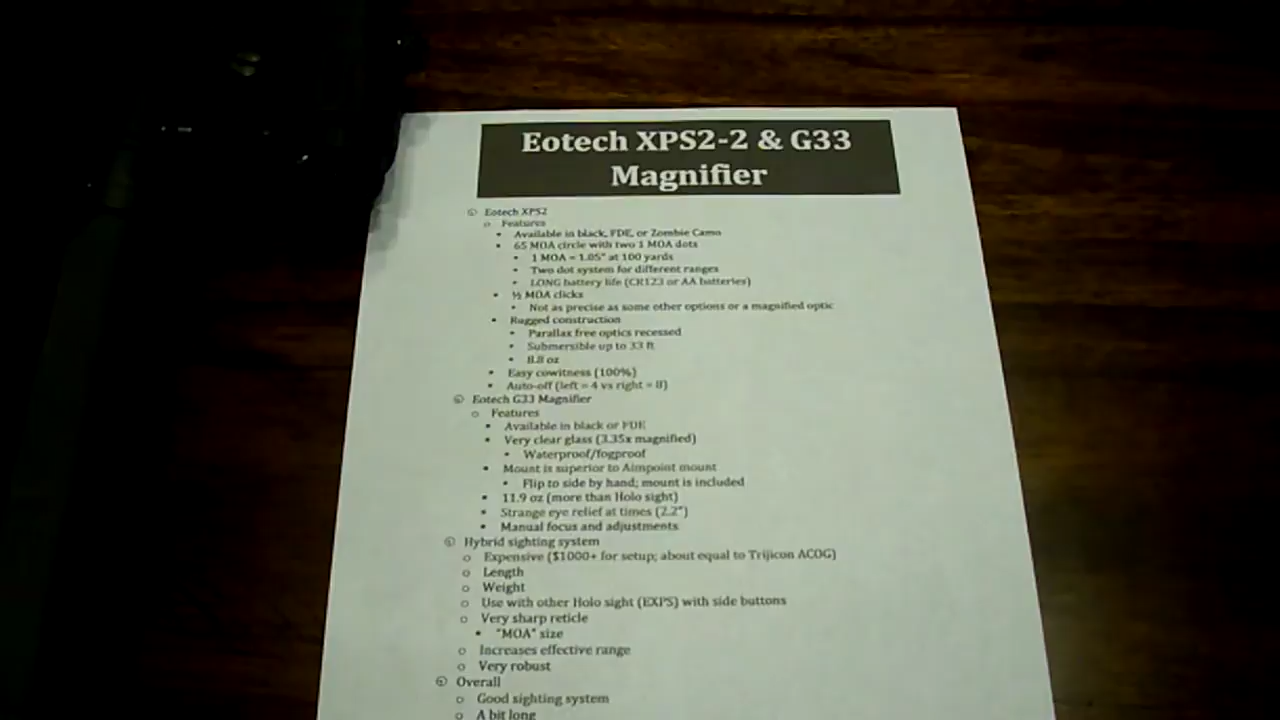 Eotech XPS2-2 & G33
Magnifier
Eotech XPS2
Features
Available in black, FDE, or Zombie Camo
65 MOA circle with two 1 MOA dots
1 MOA = 1.05" at 100 yards
Two dot system for different ranges
LONG battery life (CR123 or AA batteries)
½ MOA clicks
Not as precise as some other options or a magnified optic
Rugged construction
Parallax free optics recessed
Submersible up to 33 ft
8.8 oz
Easy cowitness (100%)
Auto-off (left = 4 vs right = 8)
Eotech G33 Magnifier
Features
Available in black or FDE
Very clear glass (3.35x magnified)
Waterproof/fogproof
Mount is superior to Aimpoint mount
Flip to side by hand; mount is included
11.9 oz (more than Holo sight)
Strange eye relief at times (2.2")
Manual focus and adjustments
Hybrid sighting system
Expensive ($1000+ for setup; about equal to Trijicon ACOG)
Length
Weight
Use with other Holo sight (EXPS) with side buttons
Very sharp reticle
"MOA" size
Increases effective range
Very robust
Overall
Good sighting system
A bit long